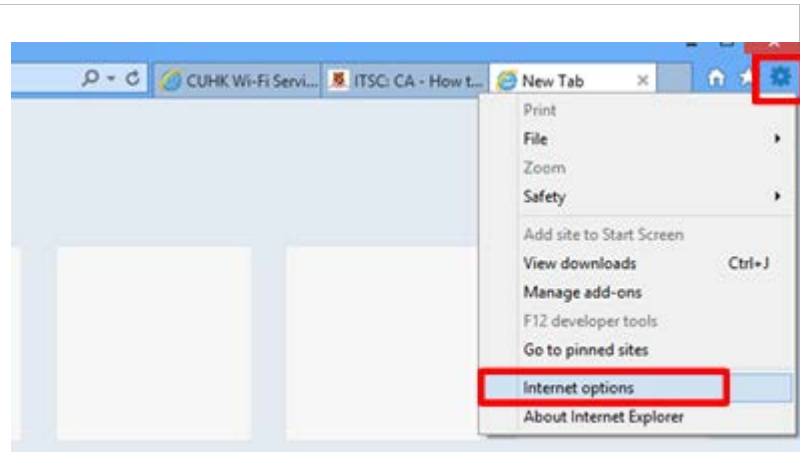 CUHK Wi-Fi Servi... ITSC: CA - How t... New Tab
Print
File
Zoom
Safety
Add site to Start Screen
View downloads Ctrl+J
Manage add-ons
F12 developer tools
Go to pinned sites
Internet options
About Internet Explorer